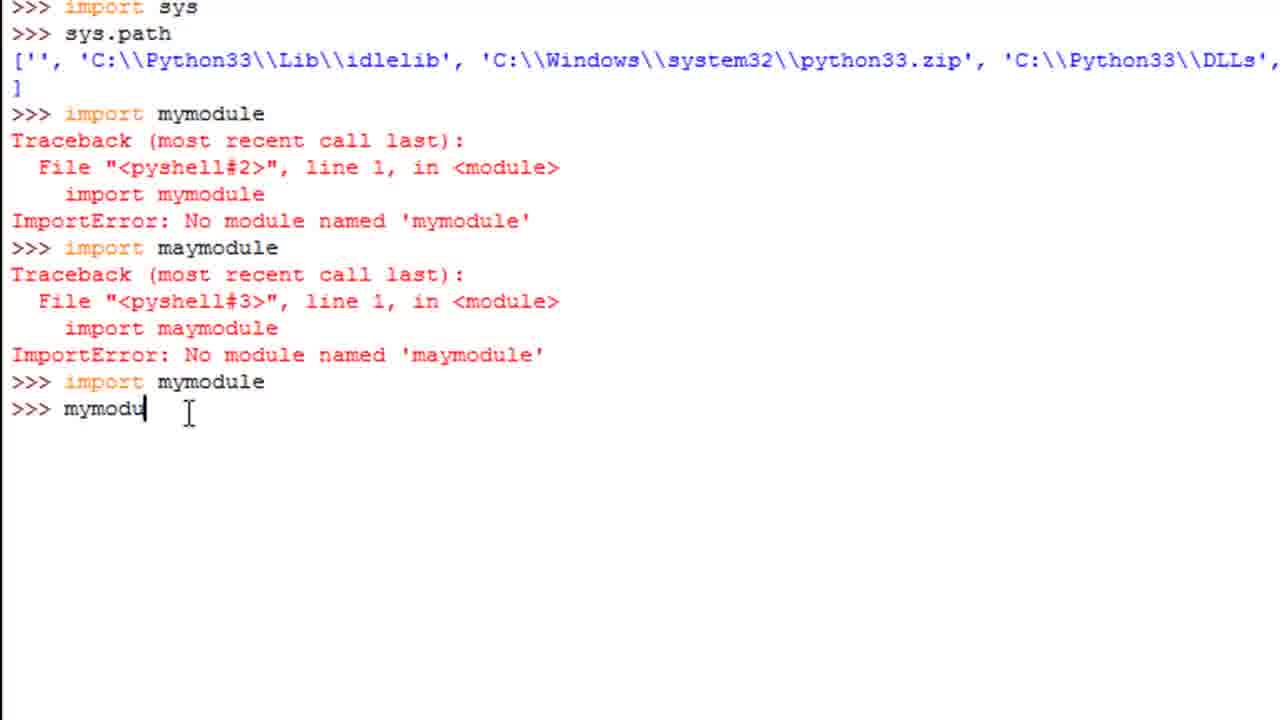 >>> import sys
>>> sys.path
['', 'C:\\Python33\\Lib\\idlelib', 'C:\\Windows\\system32\\python33.zip', 'C:\\Python33\\DLLs',
]
>>> import mymodule
Traceback (most recent call last):
  File "<pyshell#2>", line 1, in <module>
    import mymodule
ImportError: No module named 'mymodule'
>>> import maymodule
Traceback (most recent call last):
  File "<pyshell#3>", line 1, in <module>
    import maymodule
ImportError: No module named 'maymodule'
>>> import mymodule
>>> mymodu